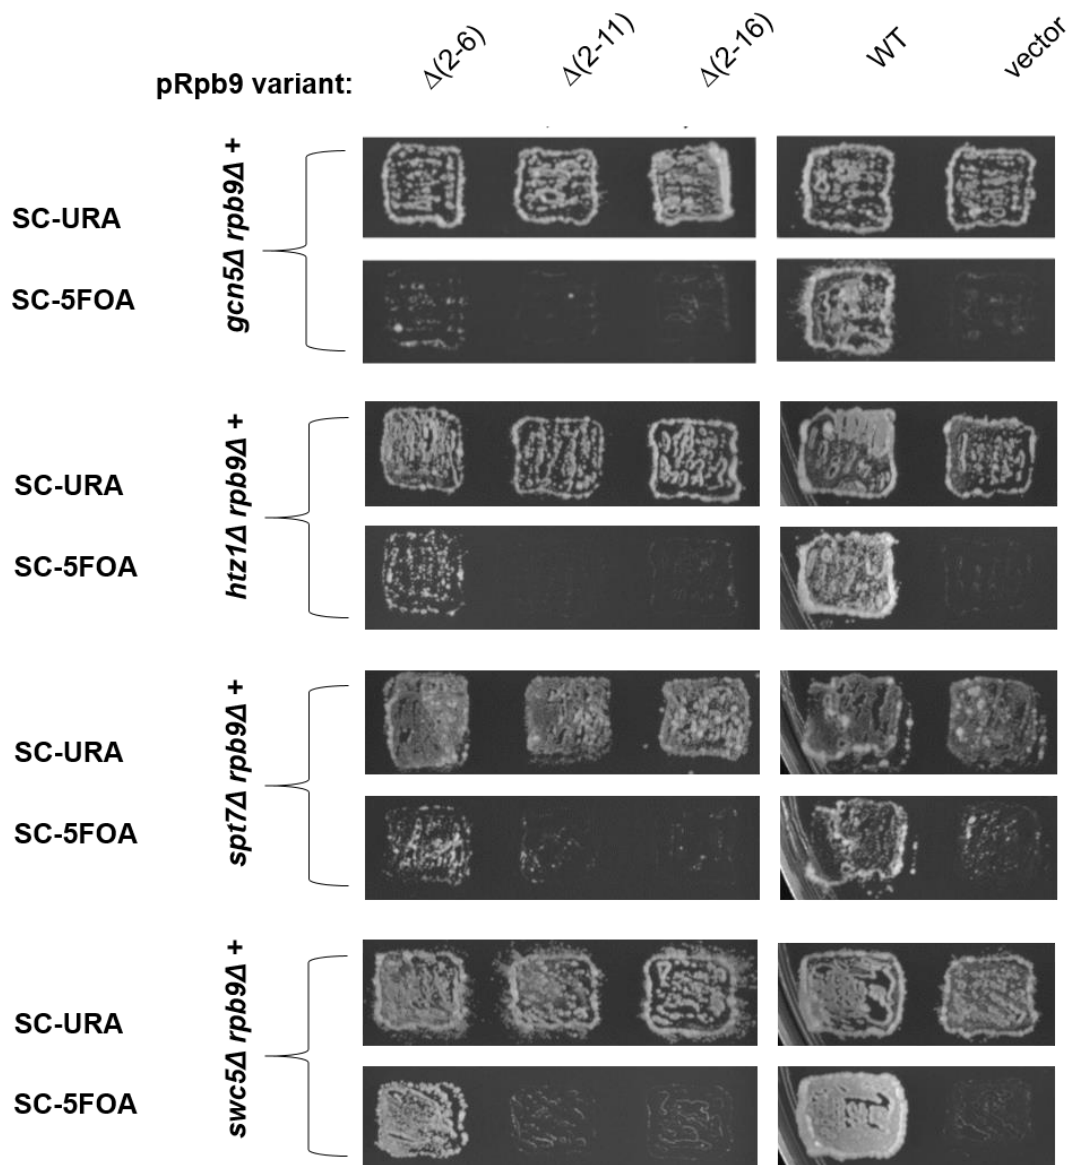 pRpb9 variant:
Δ(2-6)
Δ(2-11)
Δ(2-16)
WT
vector
gcn5Δ rpb9Δ +
SC-URA
SC-5FOA
htz1Δ rpb9Δ +
SC-URA
SC-5FOA
spt7Δ rpb9Δ +
SC-URA
SC-5FOA
swc5Δ rpb9Δ +
SC-URA
SC-5FOA